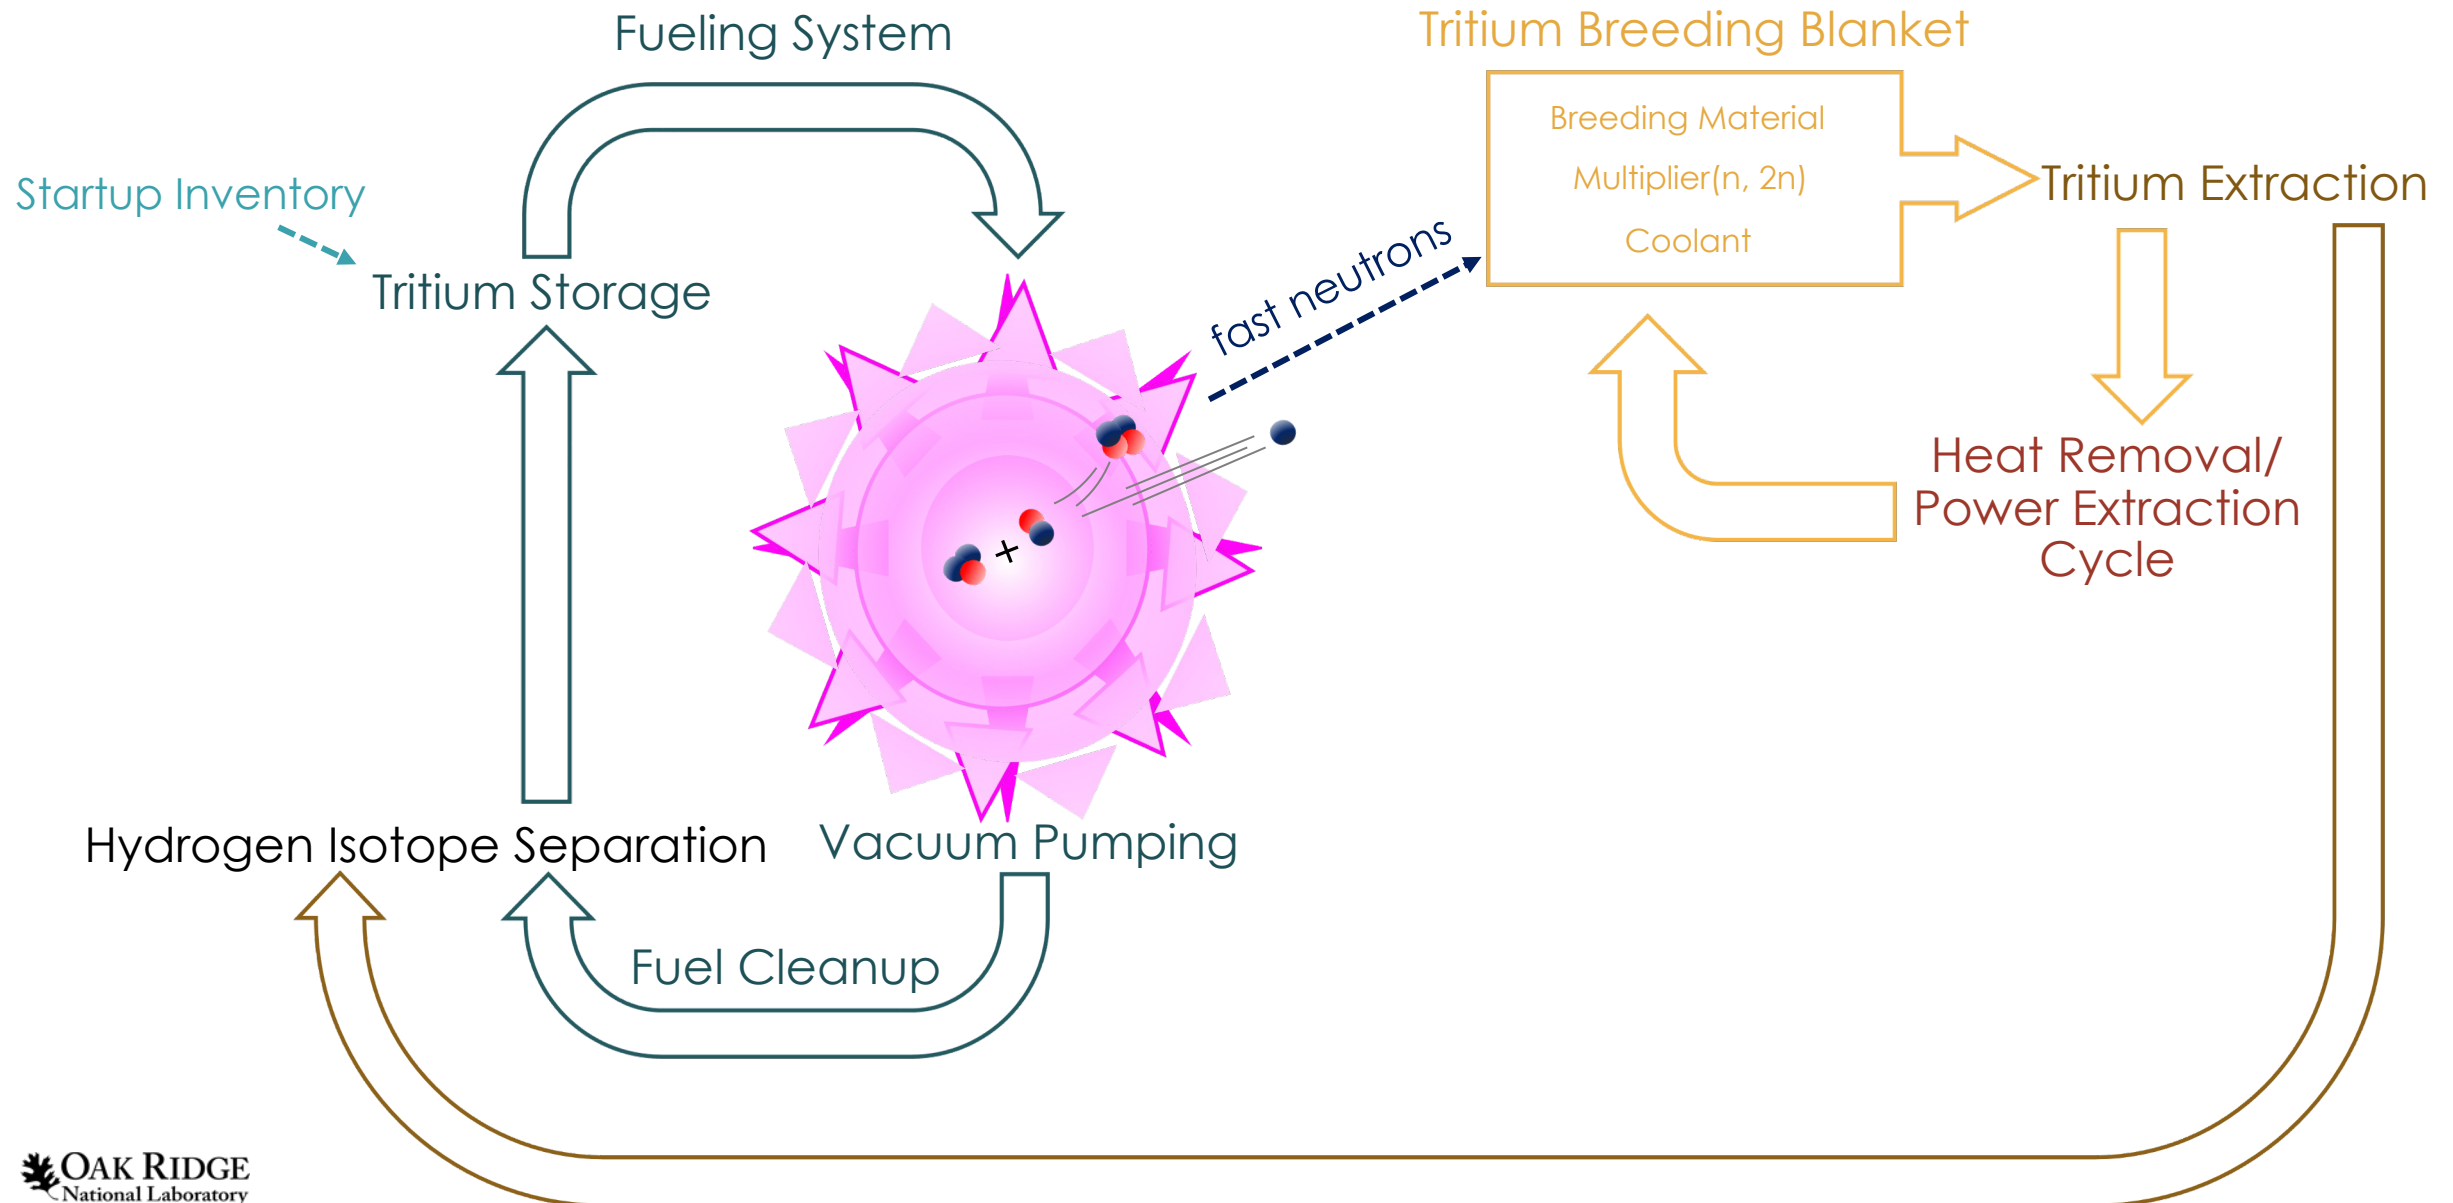 Fueling System
Tritium Breeding Blanket
Breeding Material
Multiplier(n, 2n)
Coolant
Startup Inventory
Tritium Extraction
Tritium Storage
fast neutrons
Heat Removal/
Power Extraction
Cycle
+
Hydrogen Isotope Separation
Vacuum Pumping
Fuel Cleanup
OAK RIDGE
National Laboratory